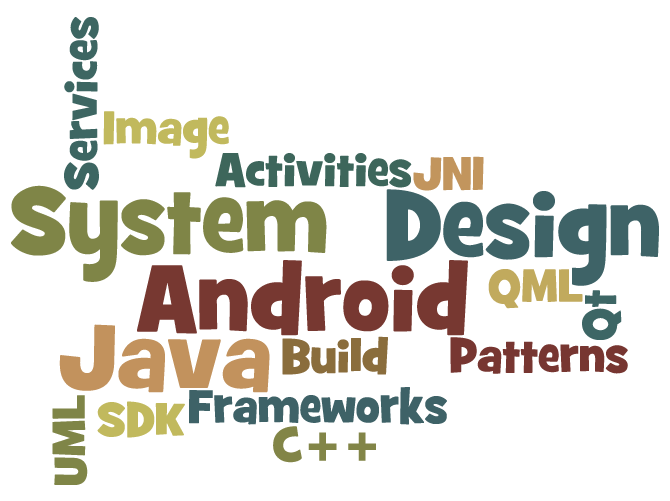 Services
Image
Activities
JNI
System
Design
Android
QML
Qt
Java
Build
Patterns
UML
SDK
Frameworks
C++